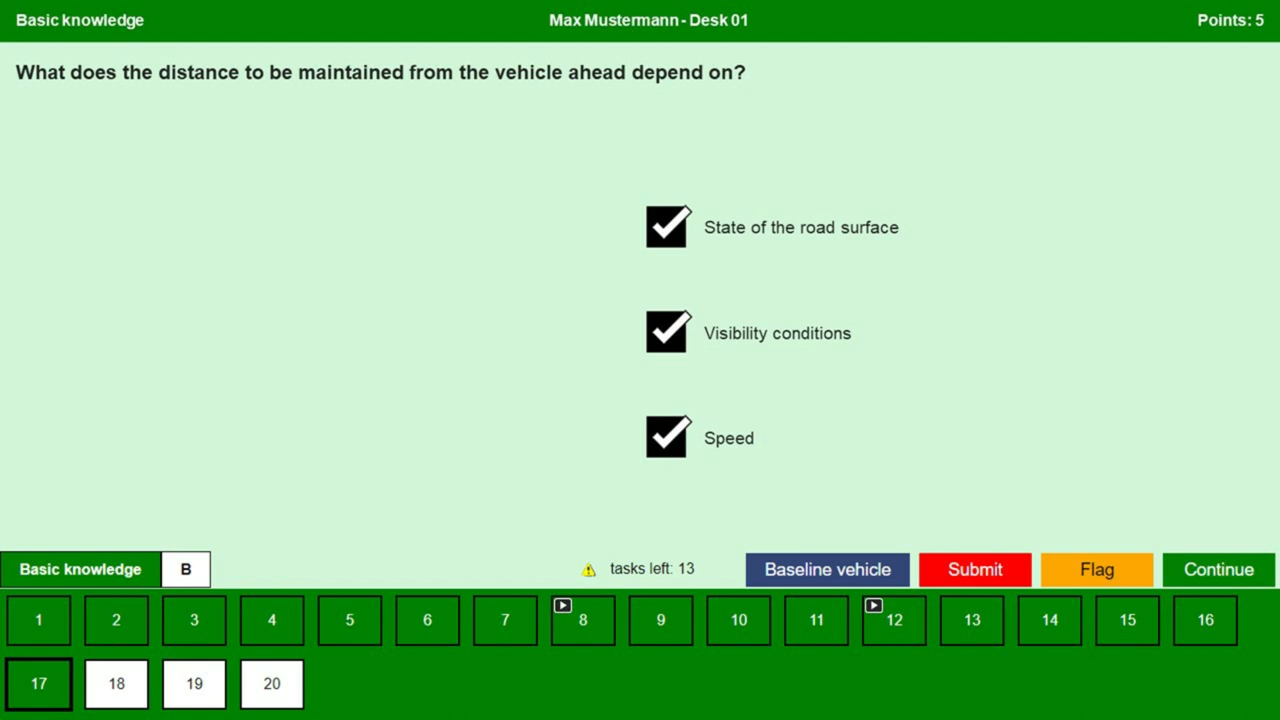 Basic knowledge
Max Mustermann - Desk 01
Points: 5
What does the distance to be maintained from the vehicle ahead depend on?
State of the road surface
Visibility conditions
Speed
Basic knowledge
B
tasks left: 13
Baseline vehicle
Submit
Flag
Continue
1 2 3 4 5 6 7 8 9 10 11 12 13 14 15 16
17 18 19 20